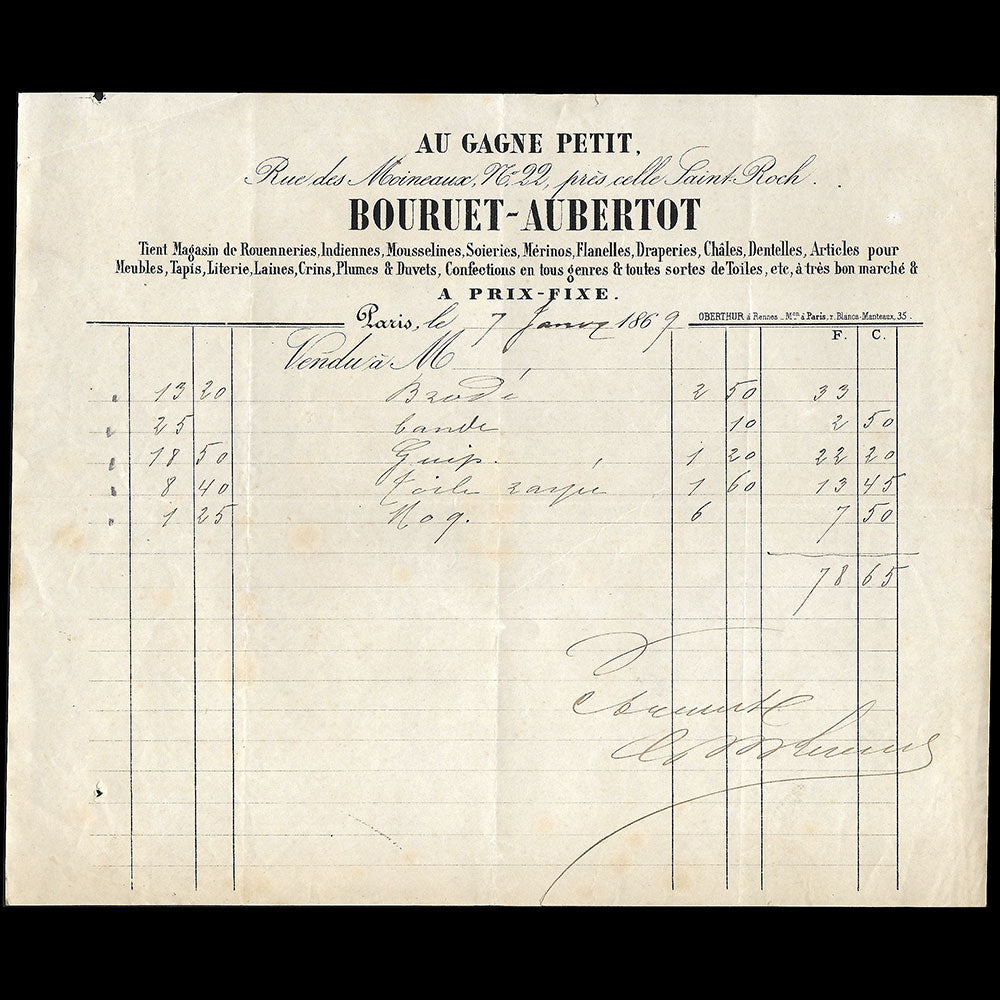 AU GAGNE PETIT,
Rue des Moineaux, N.º 22, près celle Saint-Roch.
BOURUET-AUBERTOT
Tient Magasin de Rouenneries, Indiennes, Mousselines, Soieries, Mérinos, Flanelles, Draperies, Châles, Dentelles, Articles pour
Meubles, Tapis, Literie, Laines, Crins, Plumes & Duvets, Confections en tous genres & toutes sortes de Toiles, etc, à très bon marché &
A PRIX-FIXE.
Paris, le 7 Janv 1869 OBERTHUR à Rennes _ Mon à Paris, r. Blancs-Manteaux, 35.
F. C.
Vendu à M
13 20 Brodé 2 50 33
25 bande 10 2 50
18 50 Guip. 1 20 22 20
8 40 toile 1 60 13 45
1 25 Nog. 6 7 50
78 65